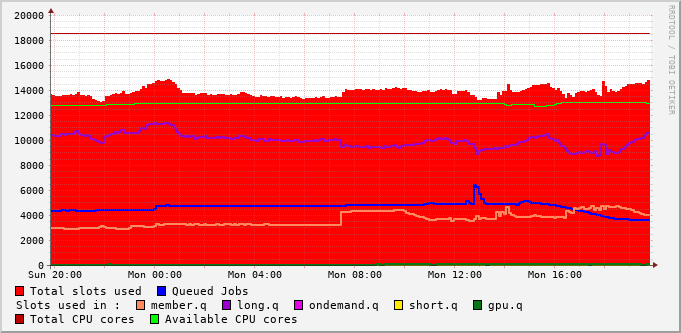 20000
18000
16000
14000
12000
10000
8000
6000
4000
2000
0
Sun 20:00 Mon 00:00 Mon 04:00 Mon 08:00 Mon 12:00 Mon 16:00
Total slots used Queued Jobs
Slots used in : member.q long.q ondemand.q short.q gpu.q
Total CPU cores Available CPU cores
RRDTOOL / TOBI OETIKER